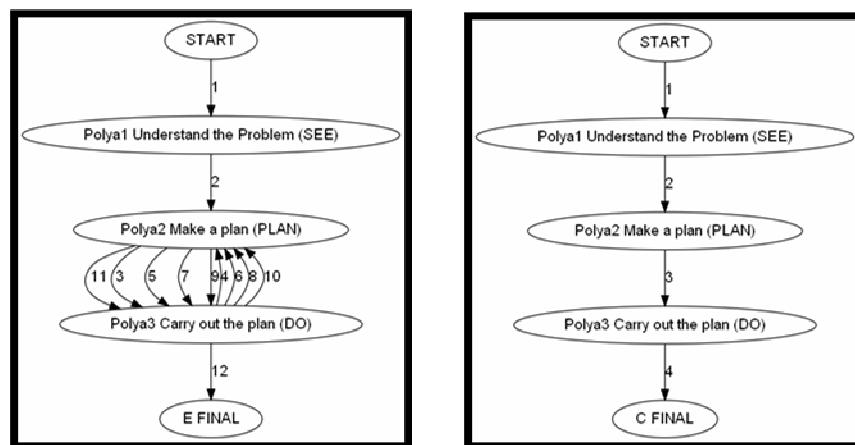 START
1
Polya1 Understand the Problem (SEE)
2
Polya2 Make a plan (PLAN)
11 3 5 7 9 4 6 8 10
Polya3 Carry out the plan (DO)
12
E FINAL
START
1
Polya1 Understand the Problem (SEE)
2
Polya2 Make a plan (PLAN)
3
Polya3 Carry out the plan (DO)
4
C FINAL